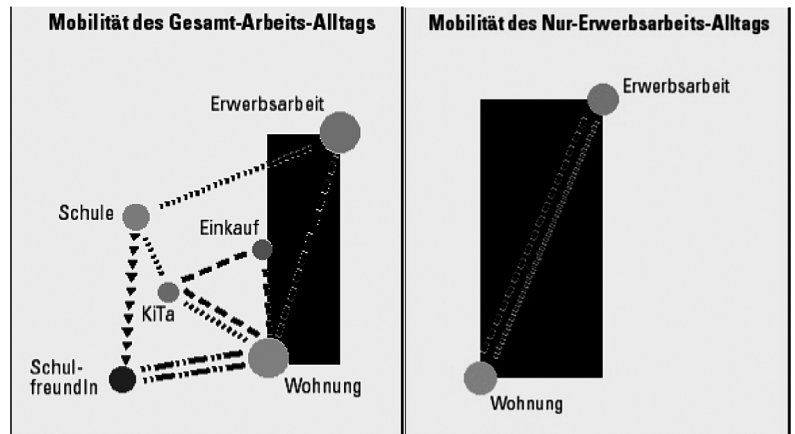 Mobilität des Gesamt-Arbeits-Alltags
Erwerbsarbeit
Schule
Einkauf
KiTa
Schul-
freundIn
Wohnung
Mobilität des Nur-Erwerbsarbeits-Alltags
Erwerbsarbeit
Wohnung